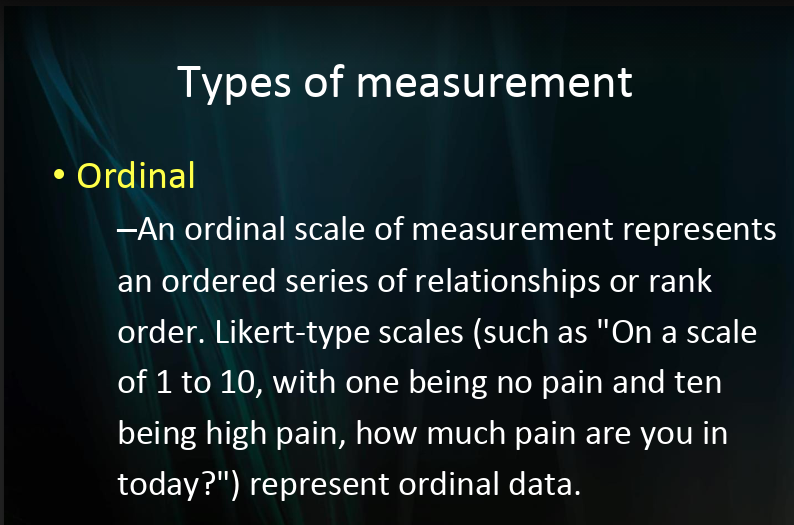 Types of measurement
• Ordinal
–An ordinal scale of measurement represents
an ordered series of relationships or rank
order. Likert-type scales (such as "On a scale
of 1 to 10, with one being no pain and ten
being high pain, how much pain are you in
today?") represent ordinal data.